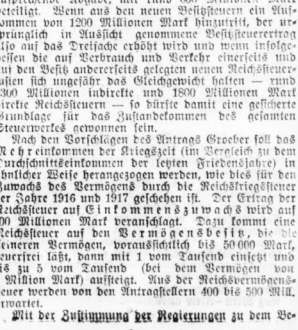 beteiligt. Wenn aus den neuen Besitzsteuern ein Auf-
kommen von 1200 Millionen Mark hinzutritt, der ur-
sprünglich in Aussicht genommene Besitzsteuerertrag
also auf das Dreifache erhöht wird und wenn infolge-
dessen die auf Verbrauch und Verkehr einerseits und
auf den Besitz andererseits gelegten neuen Reichssteuer-
lasten sich ungefähr das Gleichgewicht halten — rund
Millionen indirekte und 1800 Millionen Mark
direkte Reichssteuern — so dürfte damit eine gesicherte
Grundlage für das Zustandekommen des gesamten
Steuerwerkes gewonnen sein.
Nach den Vorschlägen des Antrags Groeber soll das
Mehreinkommen der Kriegszeit (im Vergleich zu dem
Durchschnittseinkommen der letzten Friedensjahre) in
ähnlicher Weise herangezogen werden, wie dies für den
Zuwachs des Vermögens durch die Reichskriegssteuer
der Jahre 1916 und 1917 geschehen ist. Der Ertrag der
Reichssteuer auf Einkommenszuwachs wird auf
Millionen Mark veranschlagt. Dazu kommt eine
Reichssteuer auf den Vermögensbesitz, die die
kleineren Vermögen, voraussichtlich bis 50 000 Mark,
steuerfrei läßt, dann mit 1 vom Tausend einsetzt und
bis zu 5 vom Tausend (bei dem Vermögen von
Million Mark) aufsteigt. Aus der Reichsvermögens-
steuer werden von den Antragstellern 400 bis 500 Mill.
erwartet.
Mit der Zustimmung der Regierungen zu dem Be-